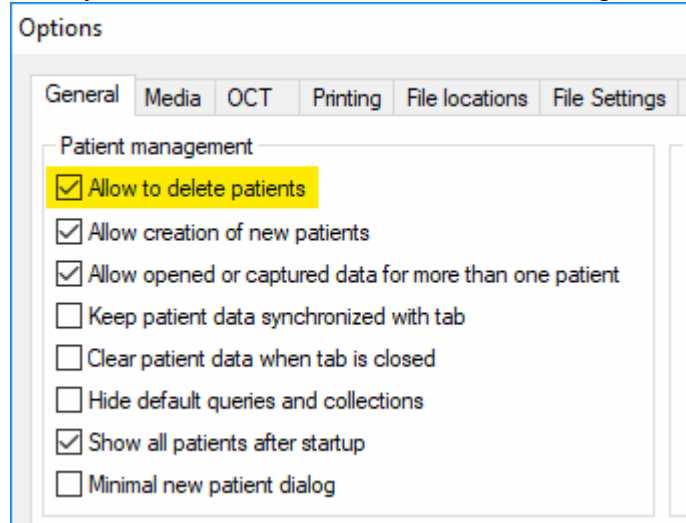 Options
General Media OCT Printing File locations File Settings
Patient management
Allow to delete patients
Allow creation of new patients
Allow opened or captured data for more than one patient
Keep patient data synchronized with tab
Clear patient data when tab is closed
Hide default queries and collections
Show all patients after startup
Minimal new patient dialog